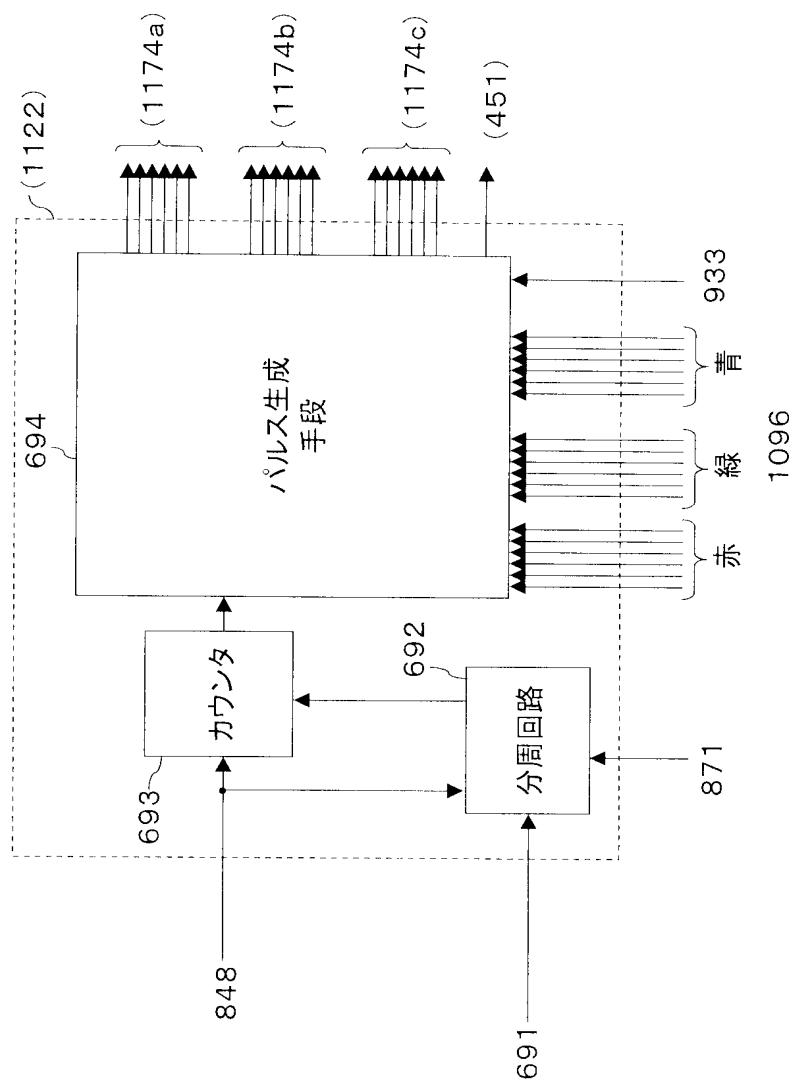 (1122)
(1174a)
(1174b)
(1174c)
(451)
694
パルス生成
手段
カウンタ
693
692
分周回路
848
691
871
赤
緑
青
933
1096